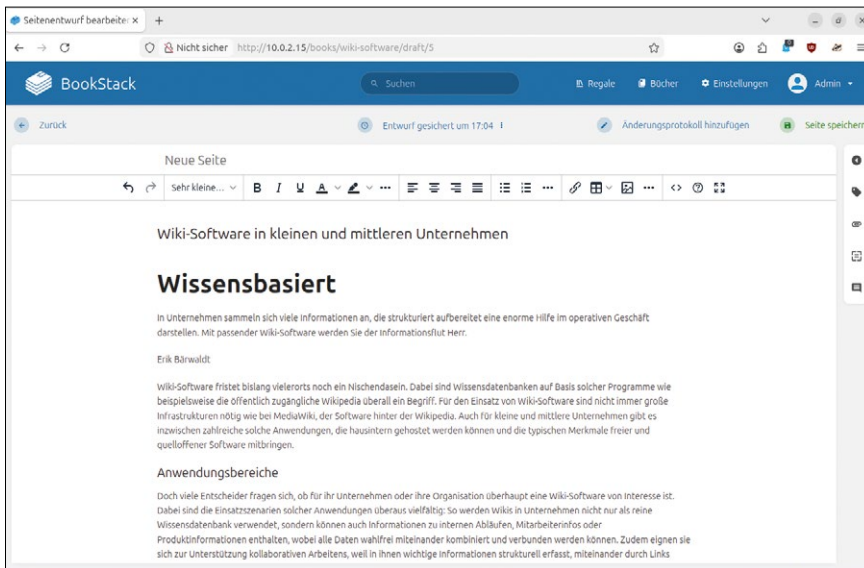 Seitenentwurf bearbeiten
Nicht sicher http://10.0.2.15/books/wiki-software/draft/5
BookStack
Suchen
Regale
Bücher
Einstellungen
Admin
Zurück
Entwurf gesichert um 17:04
Änderungsprotokoll hinzufügen
Seite speichern
Neue Seite
Sehr kleine...
B I U A
Wiki-Software in kleinen und mittleren Unternehmen
Wissensbasiert
In Unternehmen sammeln sich viele Informationen an, die strukturiert aufbereitet eine enorme Hilfe im operativen Geschäft
darstellen. Mit passender Wiki-Software werden Sie der Informationsflut Herr.
Erik Bärwaldt
Wiki-Software fristet bislang vielerorts noch ein Nischendasein. Dabei sind Wissensdatenbanken auf Basis solcher Programme wie
beispielsweise die öffentlich zugängliche Wikipedia überall ein Begriff. Für den Einsatz von Wiki-Software sind nicht immer große
Infrastrukturen nötig wie bei MediaWiki, der Software hinter der Wikipedia. Auch für kleine und mittlere Unternehmen gibt es
inzwischen zahlreiche solche Anwendungen, die hausintern gehostet werden können und die typischen Merkmale freier und
quelloffener Software mitbringen.
Anwendungsbereiche
Doch viele Entscheider fragen sich, ob für ihr Unternehmen oder ihre Organisation überhaupt eine Wiki-Software von Interesse ist.
Dabei sind die Einsatzszenarien solcher Anwendungen überaus vielfältig: So werden Wikis in Unternehmen nicht nur als reine
Wissensdatenbank verwendet, sondern können auch Informationen zu internen Abläufen, Mitarbeiterinfos oder
Produktinformationen enthalten, wobei alle Daten wahlfrei miteinander kombiniert und verbunden werden können. Zudem eignen sie
sich zur Unterstützung kollaborativen Arbeitens, weil in ihnen wichtige Informationen strukturell erfasst, miteinander durch Links